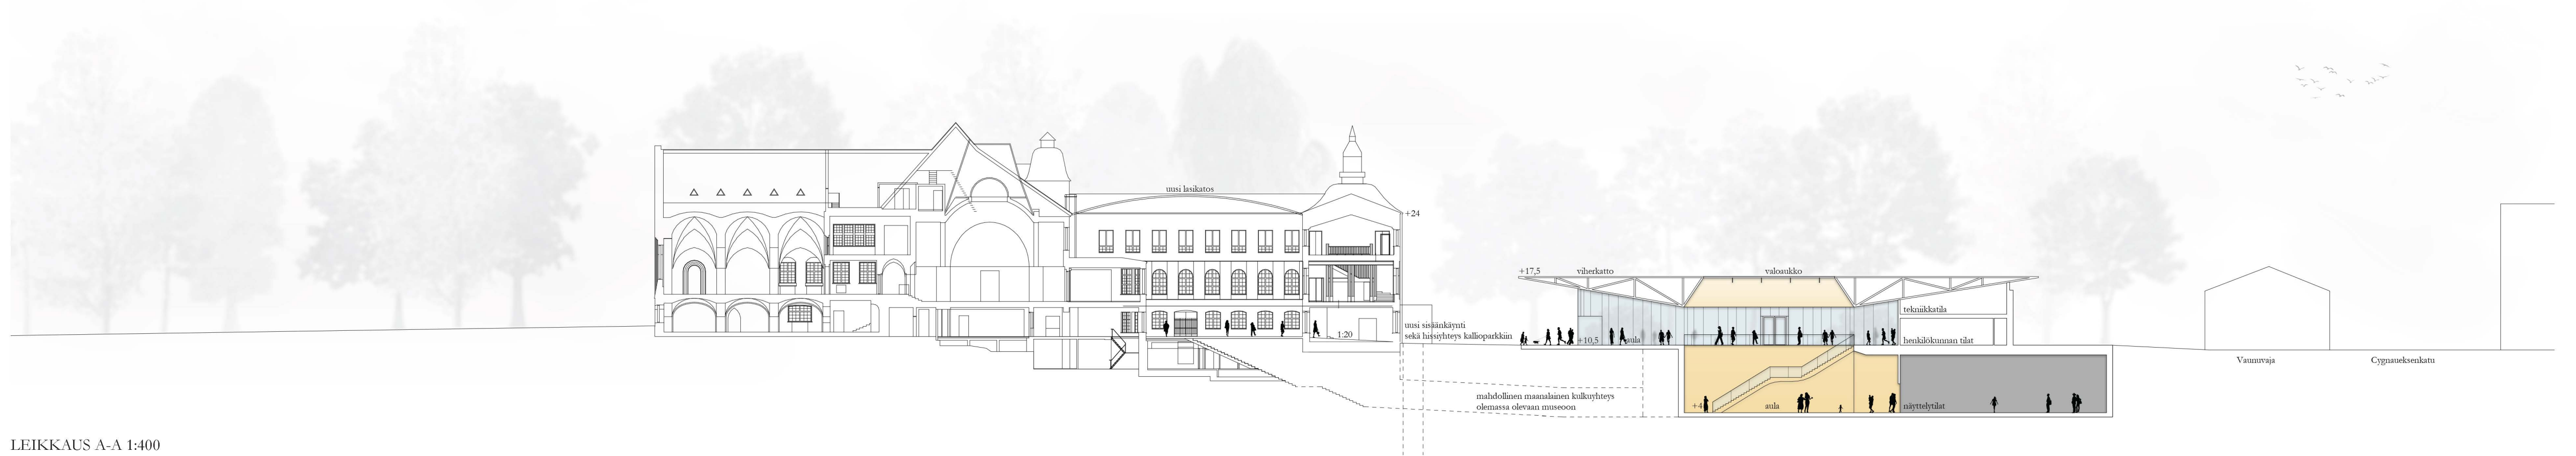 uusi lasikatos
+24
+17,5
viherkatto
valoaukko
tekniikkatila
uusi sisäänkäynti
sekä hissiyhteys kallioparkkiin
1:20
+10,5
aula
henkilökunnan tilat
Vaunuvaja
Cygnaueksenkatu
mahdollinen maanalainen kulkuyhteys
olemassa olevaan museoon
+4
aula
näyttelytilat
LEIKKAUS A-A 1:400